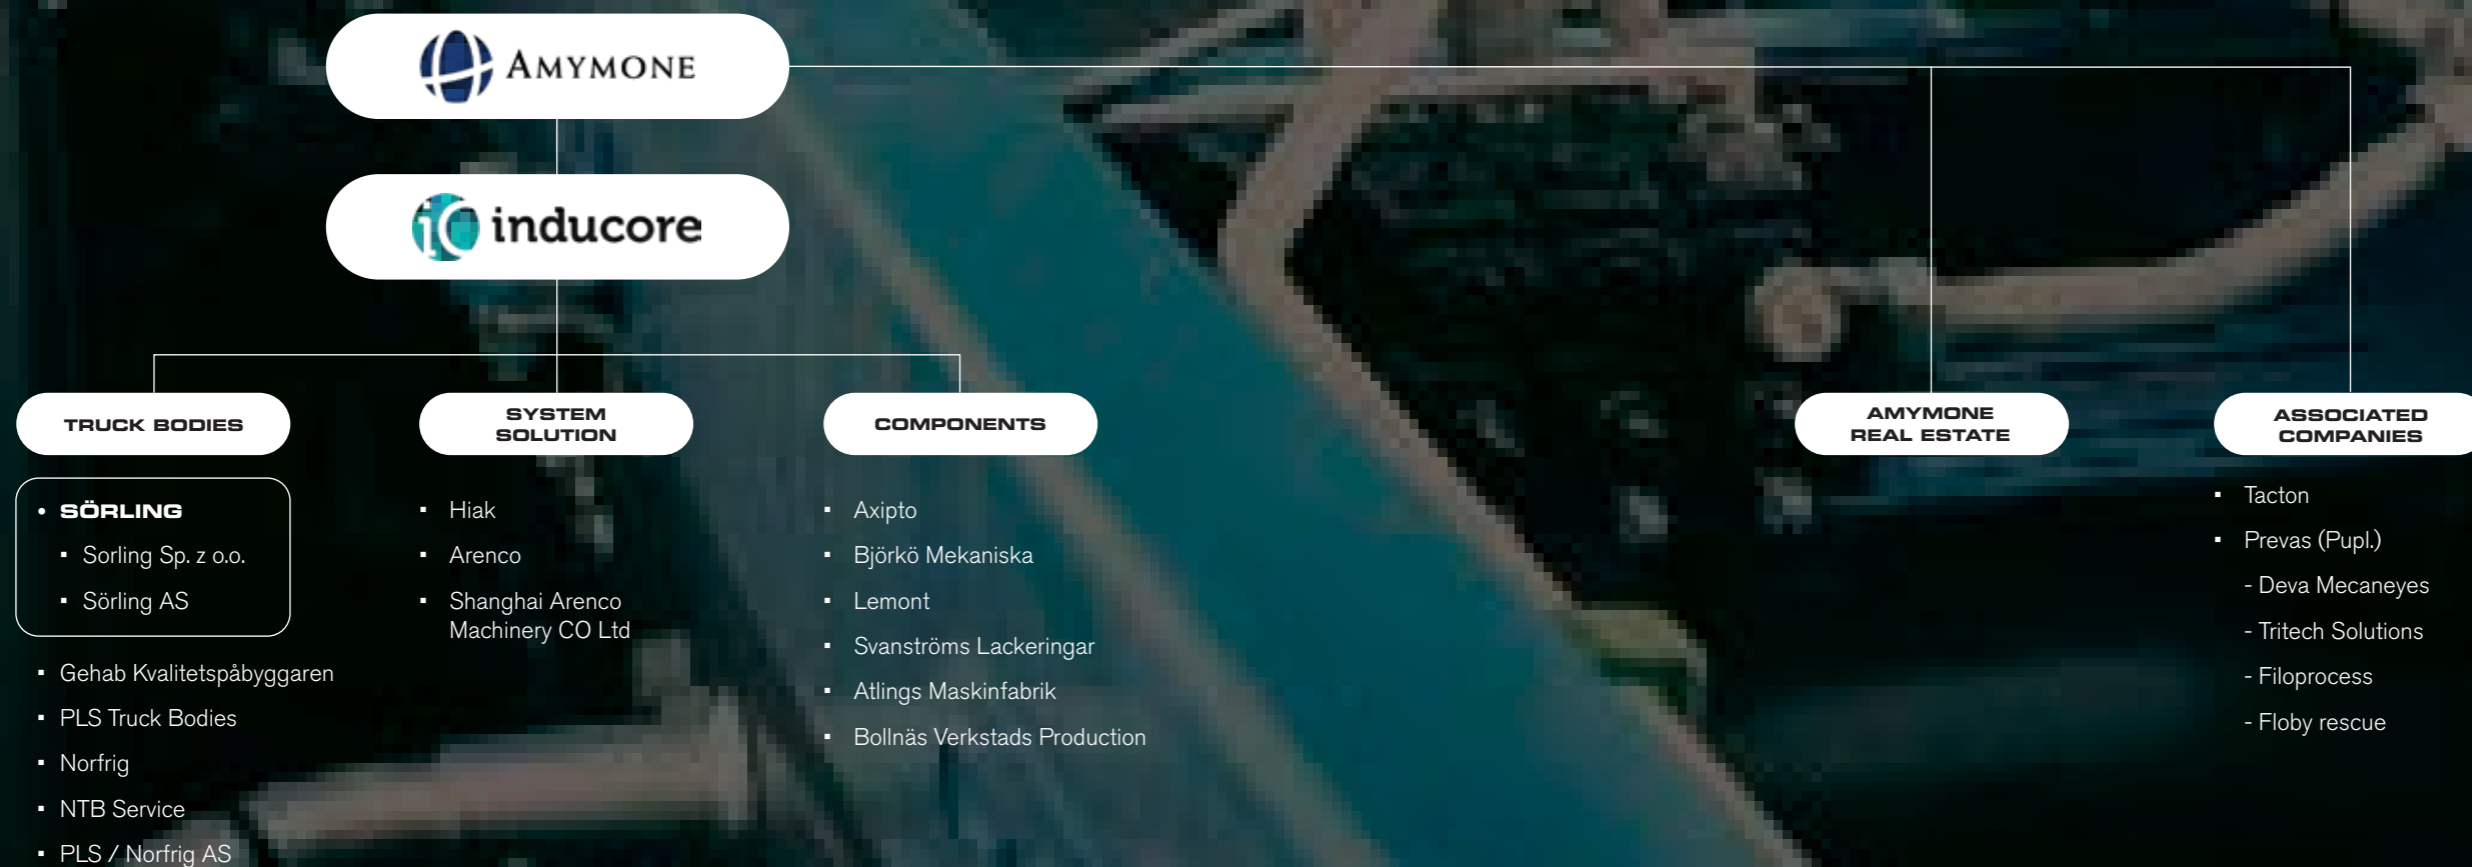 AMYMONE
iC inducore
TRUCK BODIES
• SÖRLING
▪ Sorling Sp. z o.o.
▪ Sörling AS
▪ Gehab Kvalitetspåbyggaren
▪ PLS Truck Bodies
▪ Norfrig
▪ NTB Service
▪ PLS / Norfrig AS
SYSTEM
SOLUTION
▪ Hiak
▪ Arenco
▪ Shanghai Arenco
Machinery CO Ltd
COMPONENTS
▪ Axipto
▪ Björkö Mekaniska
▪ Lemont
▪ Svanströms Lackeringar
▪ Atlings Maskinfabrik
▪ Bollnäs Verkstads Production
AMYMONE
REAL ESTATE
ASSOCIATED
COMPANIES
▪ Tacton
▪ Prevas (Pupl.)
- Deva Mecaneyes
- Tritech Solutions
- Filoprocess
- Floby rescue